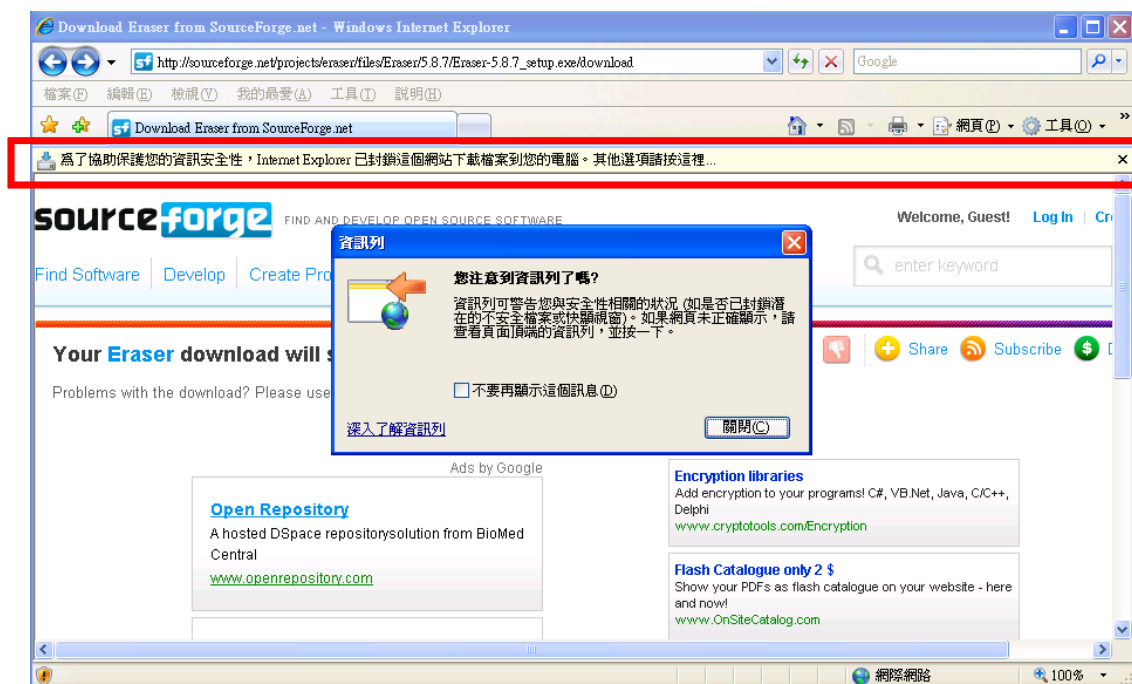 Download Eraser from SourceForge.net - Windows Internet Explorer
http://sourceforge.net/projects/eraser/files/Eraser/5.8.7/Eraser-5.8.7_setup.exe/download
Google
檔案(F) 編輯(E) 檢視(V) 我的最愛(A) 工具(T) 說明(H)
Download Eraser from SourceForge.net
網頁(P) 工具(O) »
為了協助保護您的資訊安全性，Internet Explorer 已封鎖這個網站下載檔案到您的電腦。其他選項請按這裡...
sourceforge FIND AND DEVELOP OPEN SOURCE SOFTWARE
Welcome, Guest! Log In
Find Software Develop Create
enter keyword
資訊列
您注意到資訊列了嗎?
資訊列可警告您與安全性相關的狀況 (如是否已封鎖潛
在的不安全檔案或快顯視窗)。如果網頁未正確顯示，請
查看頁面頂端的資訊列，並按一下。
不要再顯示這個訊息(D)
深入了解資訊列
關閉(C)
Your Eraser download will
Share Subscribe
Problems with the download? Please use
Ads by Google
Open Repository
A hosted DSpace repositorysolution from BioMed
Central
www.openrepository.com
Encryption libraries
Add encryption to your programs! C#, VB.Net, Java, C/C++,
Delphi
www.cryptotools.com/Encryption
Flash Catalogue only 2 $
Show your PDFs as flash catalogue on your website - here
and now!
www.OnSiteCatalog.com
網際網路 100%